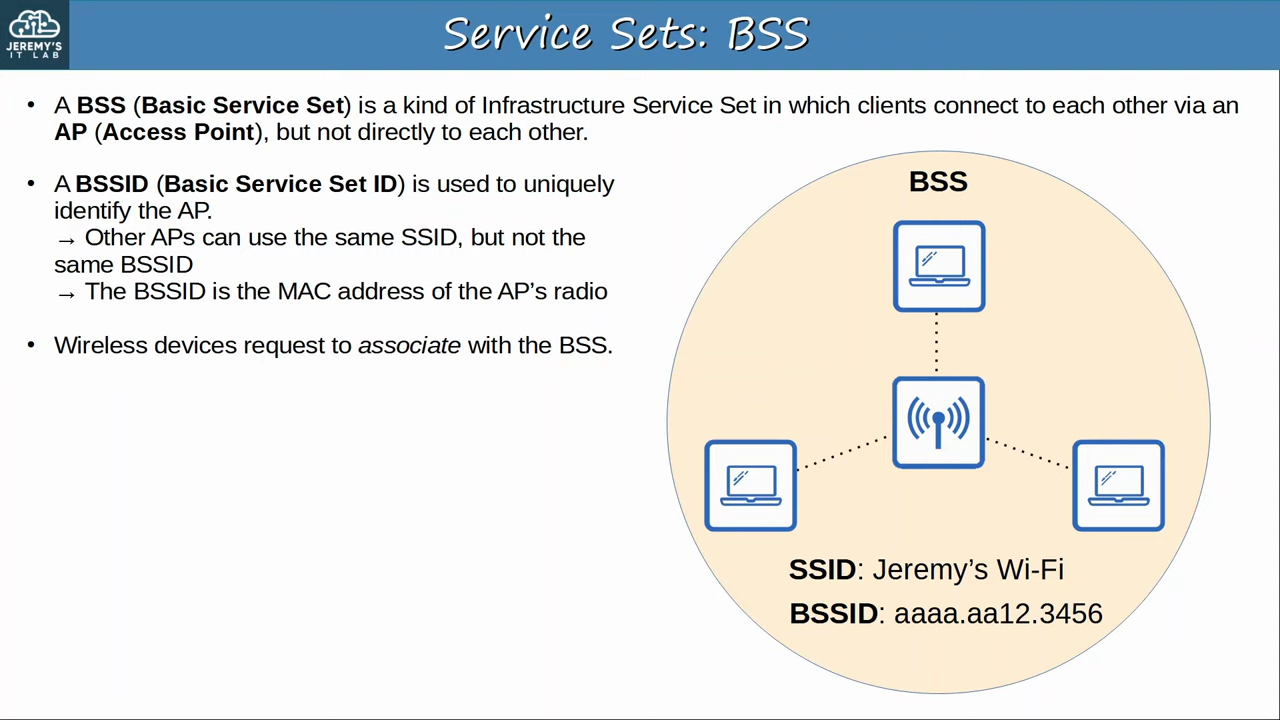 JEREMY'S
IT LAB
Service Sets: BSS
• A BSS (Basic Service Set) is a kind of Infrastructure Service Set in which clients connect to each other via an
AP (Access Point), but not directly to each other.
• A BSSID (Basic Service Set ID) is used to uniquely
identify the AP.
→ Other APs can use the same SSID, but not the
same BSSID
→ The BSSID is the MAC address of the AP’s radio
• Wireless devices request to associate with the BSS.
BSS
SSID: Jeremy’s Wi-Fi
BSSID: aaaa.aa12.3456